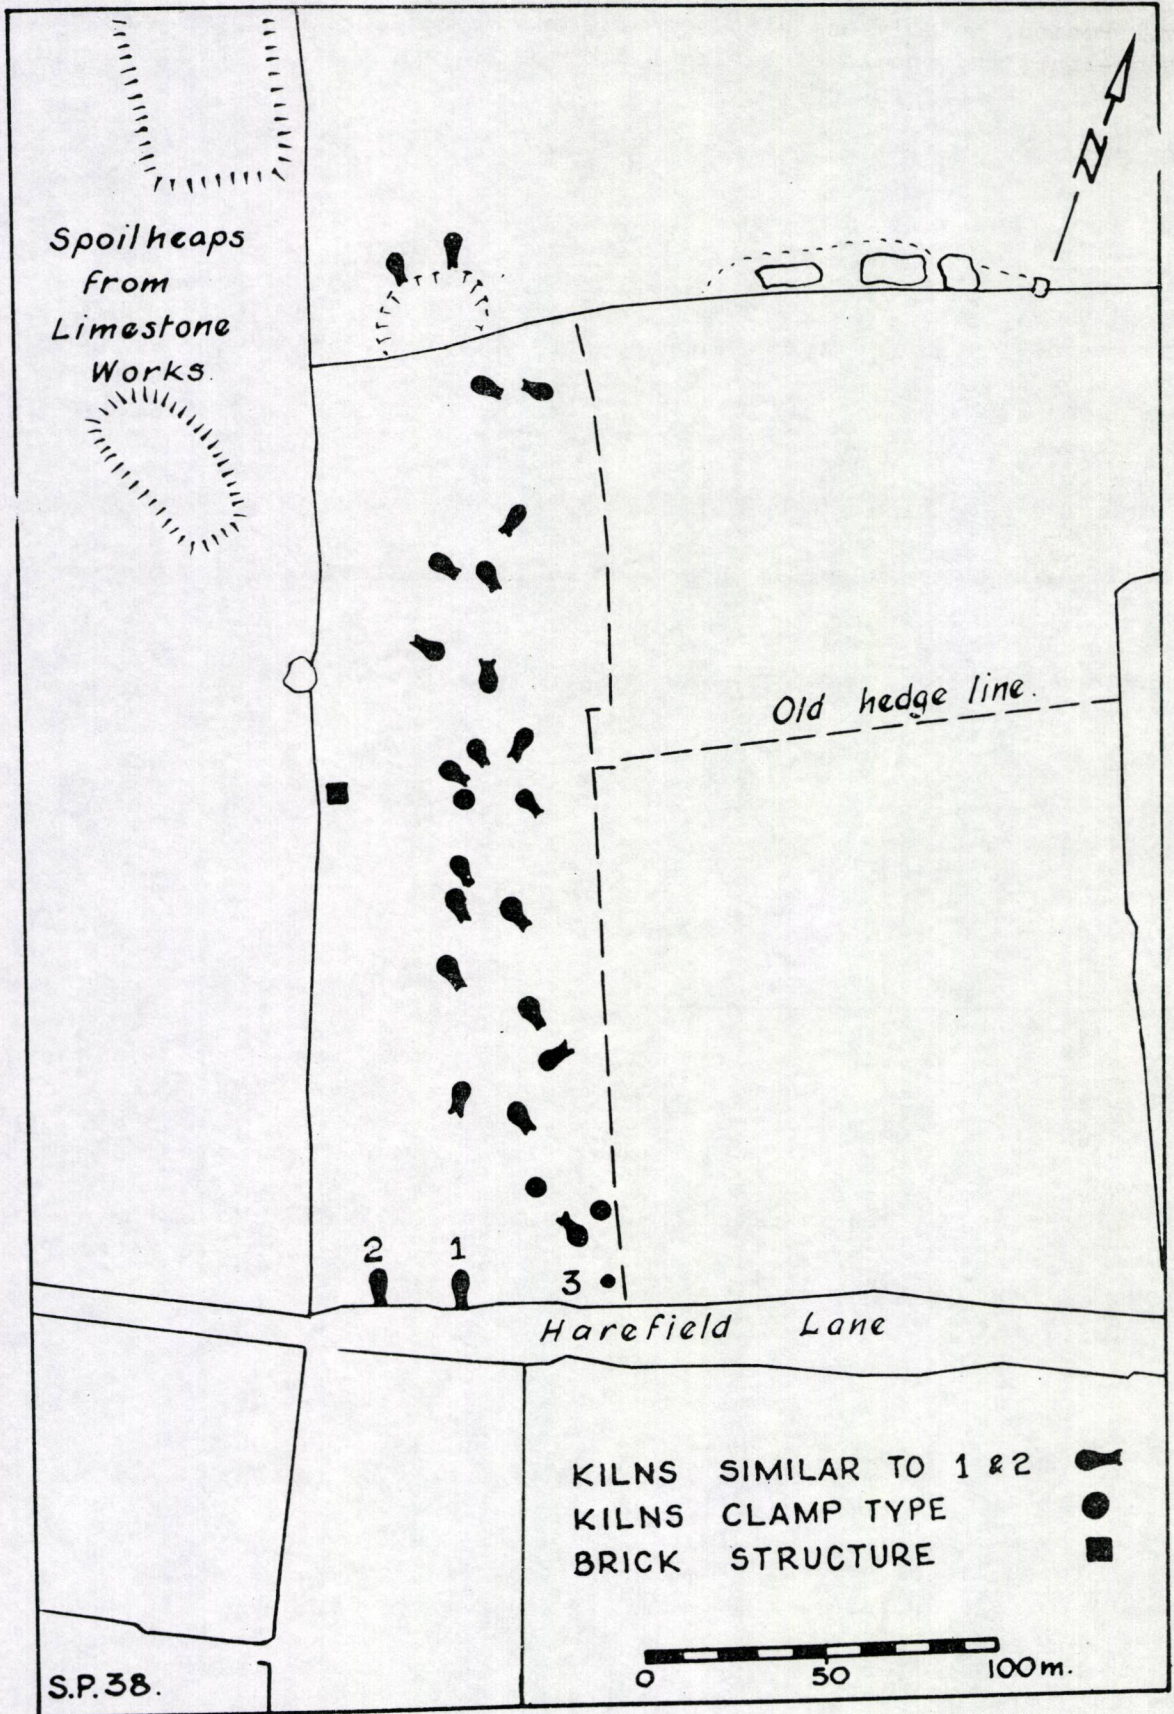 N
Spoilheaps
from
Limestone
Works.
Old hedge line.
2
1
3
Harefield Lane
KILNS SIMILAR TO 1 & 2
KILNS CLAMP TYPE
BRICK STRUCTURE
0 50 100m.
S.P.38.